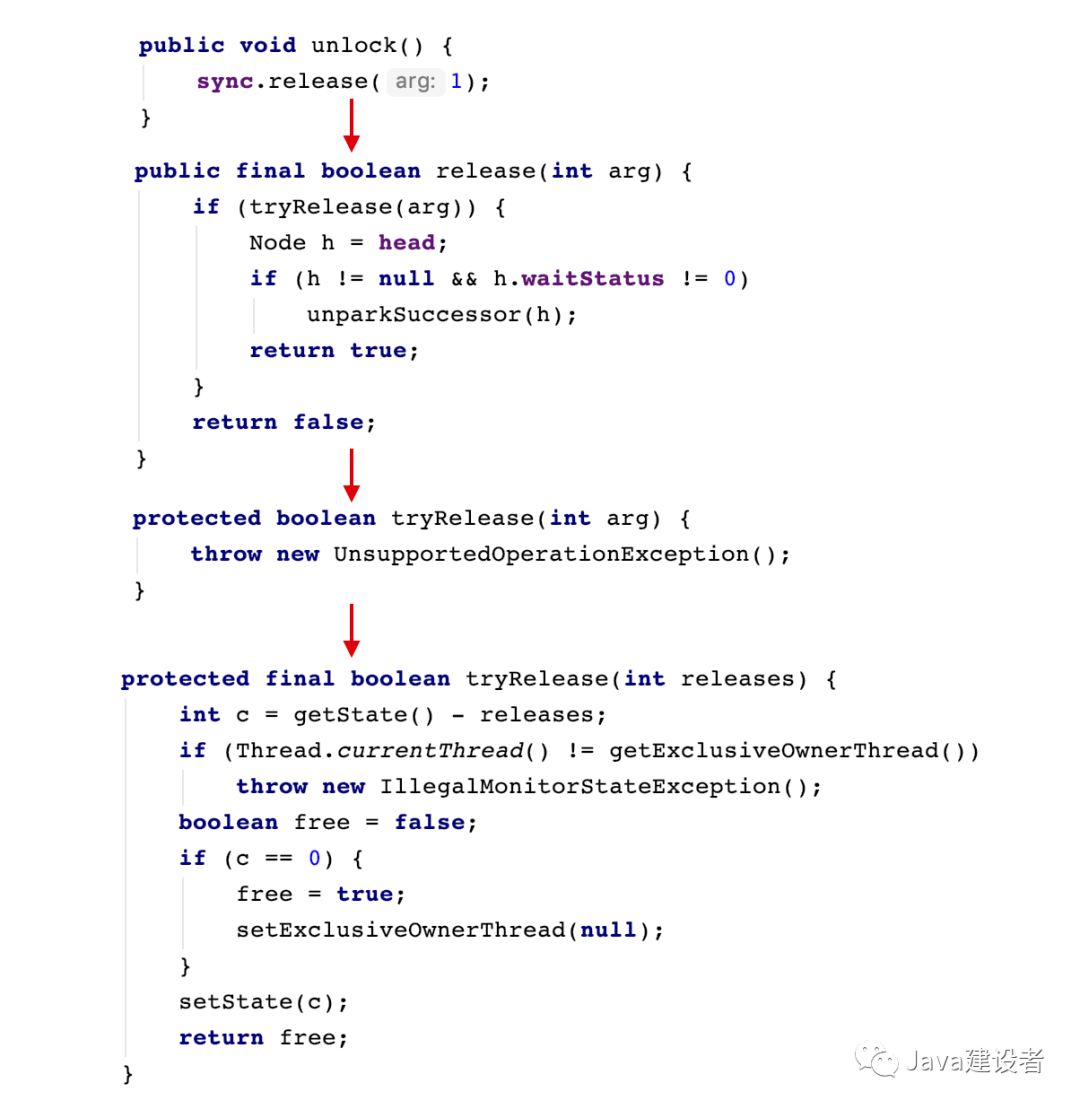 public void unlock() {
    sync.release( arg: 1);
}
public final boolean release(int arg) {
    if (tryRelease(arg)) {
        Node h = head;
        if (h != null && h.waitStatus != 0)
            unparkSuccessor(h);
        return true;
    }
    return false;
}
protected boolean tryRelease(int arg) {
    throw new UnsupportedOperationException();
}
protected final boolean tryRelease(int releases) {
    int c = getState() - releases;
    if (Thread.currentThread() != getExclusiveOwnerThread())
        throw new IllegalMonitorStateException();
    boolean free = false;
    if (c == 0) {
        free = true;
        setExclusiveOwnerThread(null);
    }
    setState(c);
    return free;
}
Java建设者